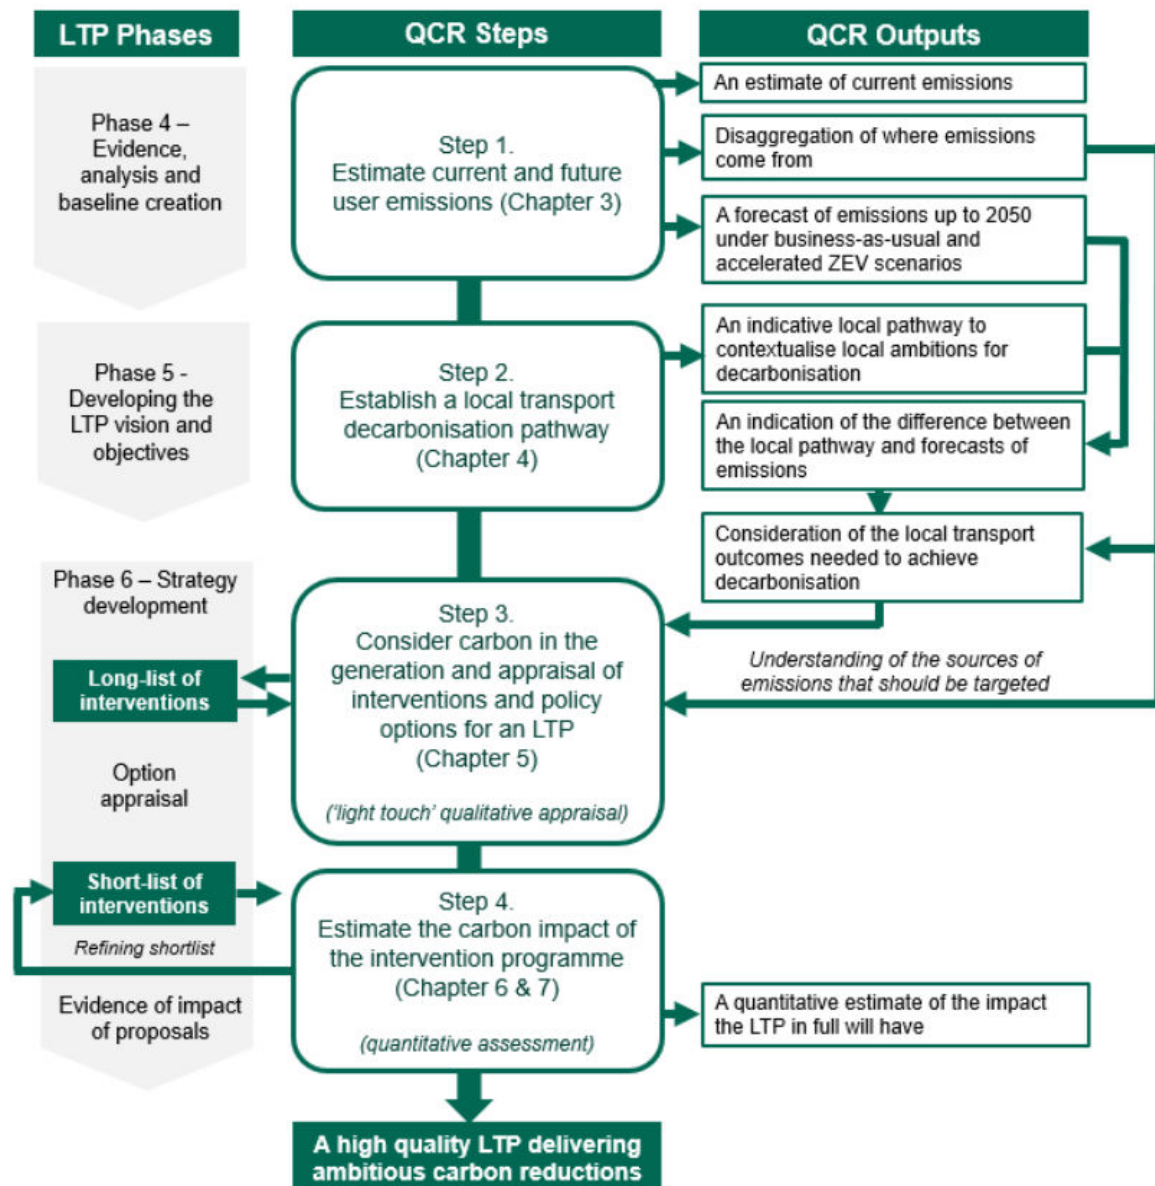 LTP Phases
QCR Steps
QCR Outputs
Phase 4 –
Evidence,
analysis and
baseline creation
Step 1.
Estimate current and future
user emissions (Chapter 3)
An estimate of current emissions
Disaggregation of where emissions
come from
A forecast of emissions up to 2050
under business-as-usual and
accelerated ZEV scenarios
Phase 5 -
Developing the
LTP vision and
objectives
Step 2.
Establish a local transport
decarbonisation pathway
(Chapter 4)
An indicative local pathway to
contextualise local ambitions for
decarbonisation
An indication of the difference between
the local pathway and forecasts of
emissions
Consideration of the local transport
outcomes needed to achieve
decarbonisation
Phase 6 – Strategy
development
Long-list of
interventions
Option
appraisal
Step 3.
Consider carbon in the
generation and appraisal of
interventions and policy
options for an LTP
(Chapter 5)
('light touch' qualitative appraisal)
Understanding of the sources of
emissions that should be targeted
Short-list of
interventions
Refining shortlist
Evidence of impact
of proposals
Step 4.
Estimate the carbon impact of
the intervention programme
(Chapter 6 & 7)
(quantitative assessment)
A quantitative estimate of the impact
the LTP in full will have
A high quality LTP delivering
ambitious carbon reductions